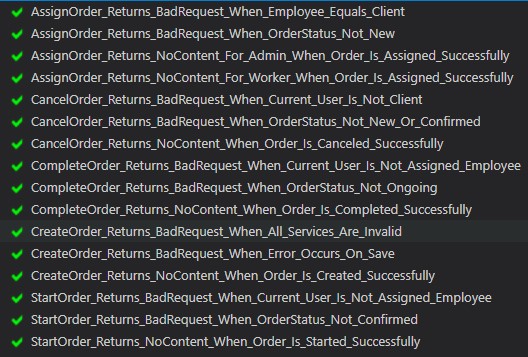 AssignOrder_Returns_BadRequest_When_Employee_Equals_Client
AssignOrder_Returns_BadRequest_When_OrderStatus_Not_New
AssignOrder_Returns_NoContent_For_Admin_When_Order_Is_Assigned_Successfully
AssignOrder_Returns_NoContent_For_Worker_When_Order_Is_Assigned_Successfully
CancelOrder_Returns_BadRequest_When_Current_User_Is_Not_Client
CancelOrder_Returns_BadRequest_When_OrderStatus_Not_New_Or_Confirmed
CancelOrder_Returns_NoContent_When_Order_Is_Canceled_Successfully
CompleteOrder_Returns_BadRequest_When_Current_User_Is_Not_Assigned_Employee
CompleteOrder_Returns_BadRequest_When_OrderStatus_Not_Ongoing
CompleteOrder_Returns_NoContent_When_Order_Is_Completed_Successfully
CreateOrder_Returns_BadRequest_When_All_Services_Are_Invalid
CreateOrder_Returns_BadRequest_When_Error_Occurs_On_Save
CreateOrder_Returns_NoContent_When_Order_Is_Created_Successfully
StartOrder_Returns_BadRequest_When_Current_User_Is_Not_Assigned_Employee
StartOrder_Returns_BadRequest_When_OrderStatus_Not_Confirmed
StartOrder_Returns_NoContent_When_Order_Is_Started_Successfully